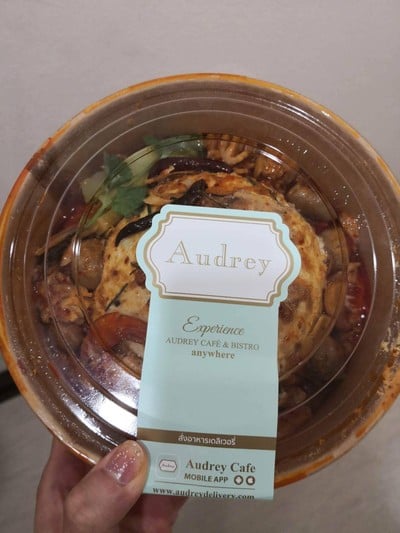 Audrey
Experience
AUDREY CAFÉ & BISTRO
anywhere
สั่งอาหารเดลิเวอรี่
Audrey
Audrey Cafe
MOBILE APP
www.audreydelivery.com